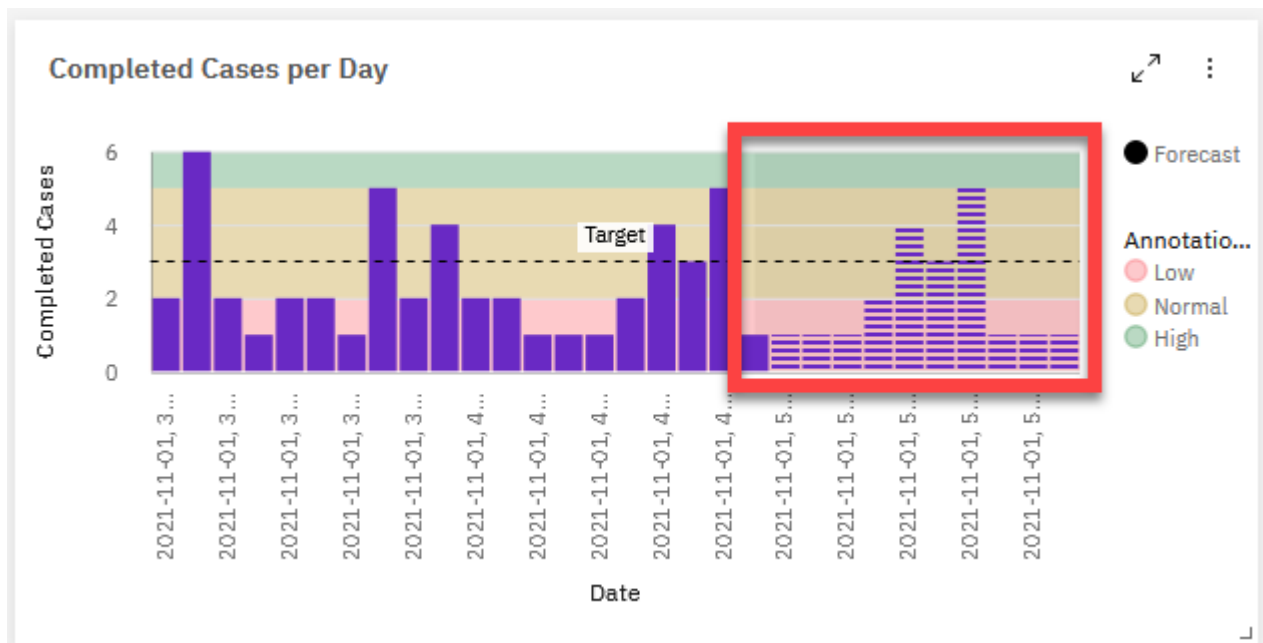 Completed Cases per Day
Completed Cases
6
4
2
0
Target
2021-11-01, 3...
2021-11-01, 3...
2021-11-01, 3...
2021-11-01, 3...
2021-11-01, 3...
2021-11-01, 4...
2021-11-01, 4...
2021-11-01, 4...
2021-11-01, 4...
2021-11-01, 4...
2021-11-01, 5...
2021-11-01, 5...
2021-11-01, 5...
2021-11-01, 5...
2021-11-01, 5...
Date
Forecast
Annotatio...
Low
Normal
High